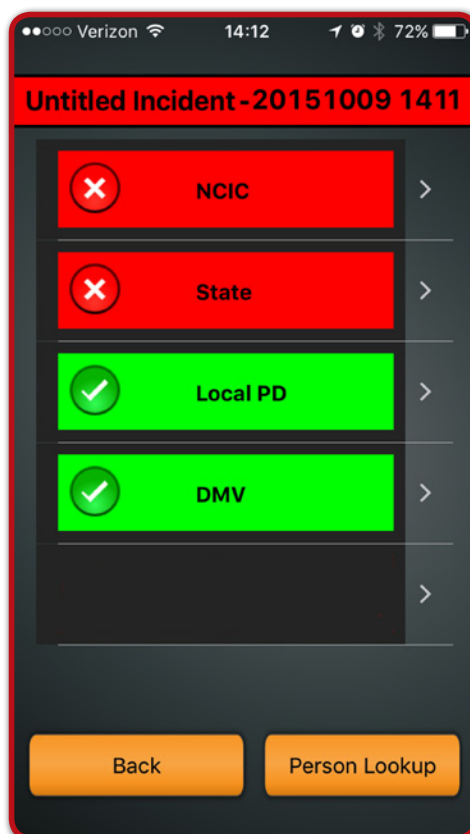 Verizon 14:12 72%
Untitled Incident-20151009 1411
NCIC
State
Local PD
DMV
Back Person Lookup